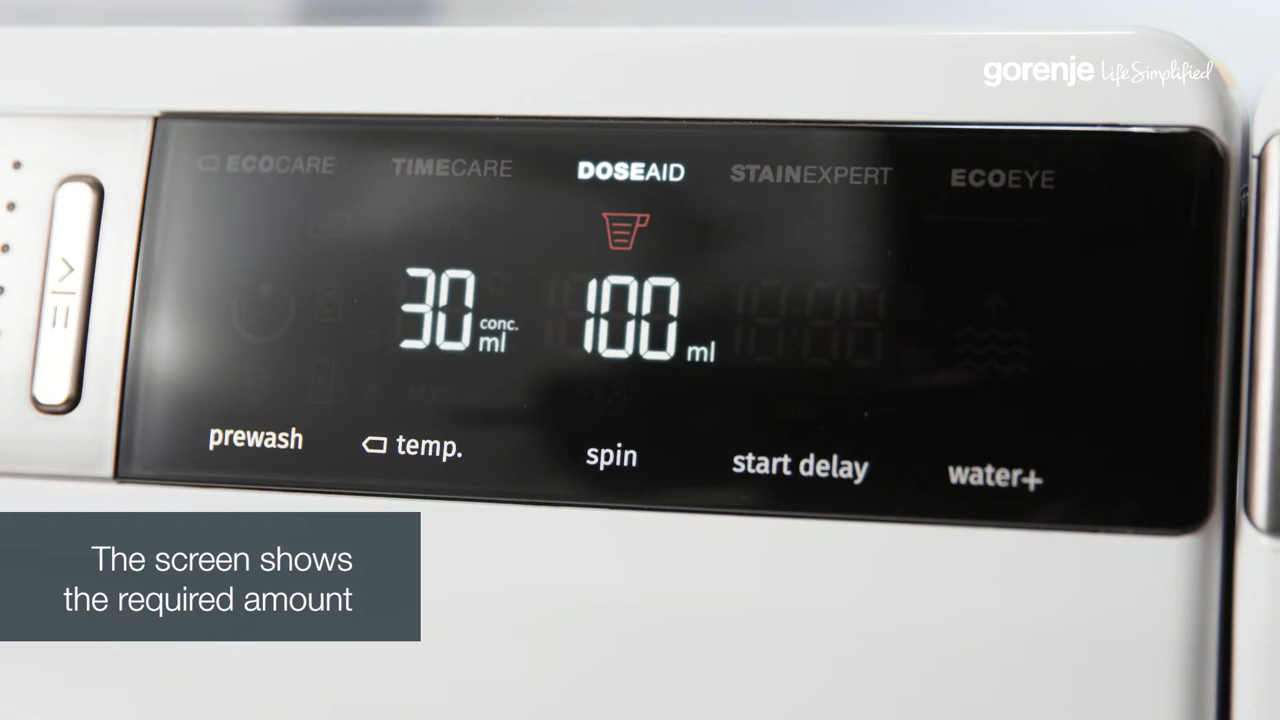 gorenje Life Simplified
ECOCARE TIMECARE DOSEAID STAINEXPERT ECOEYE
30 conc. ml 100 ml
prewash temp. spin start delay water+
The screen shows
the required amount